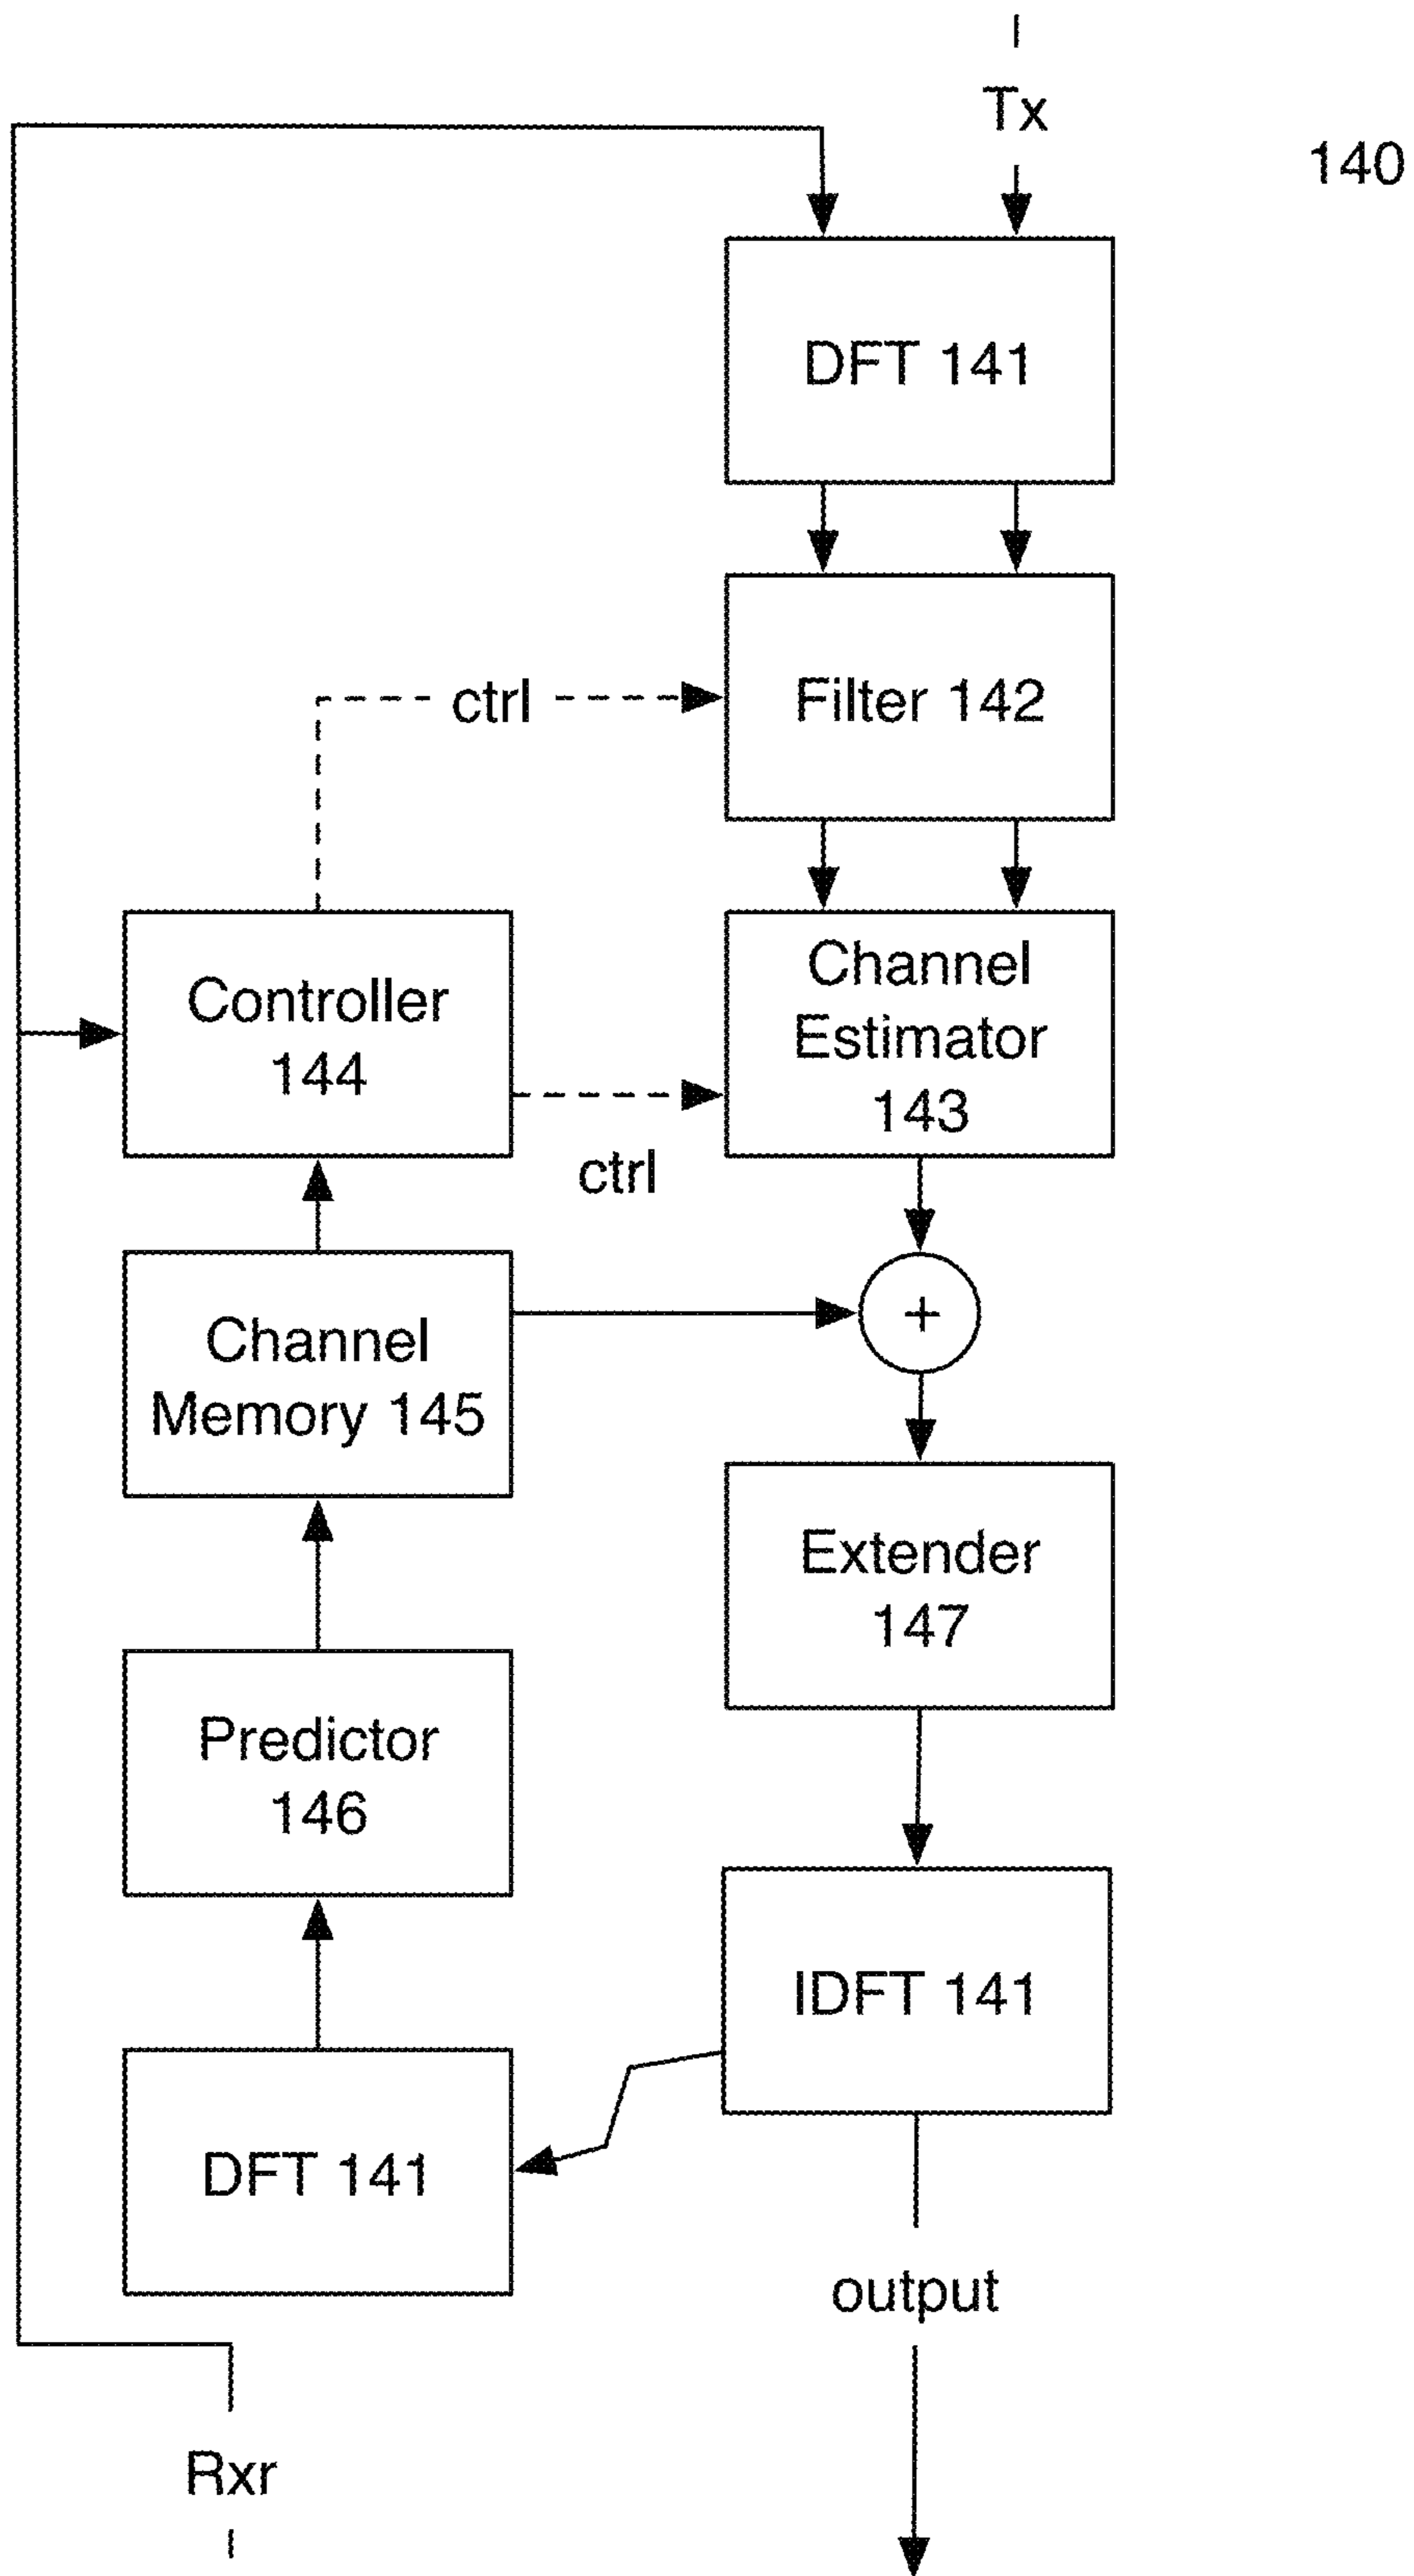 Tx
140
DFT 141
ctrl
Filter 142
Controller
144
Channel
Estimator
143
ctrl
Channel
Memory 145
+
Extender
147
Predictor
146
IDFT 141
DFT 141
output
Rxr